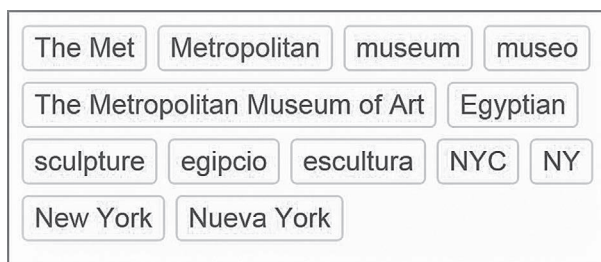 The Met Metropolitan museum museo
The Metropolitan Museum of Art Egyptian
sculpture egipcio escultura NYC NY
New York Nueva York